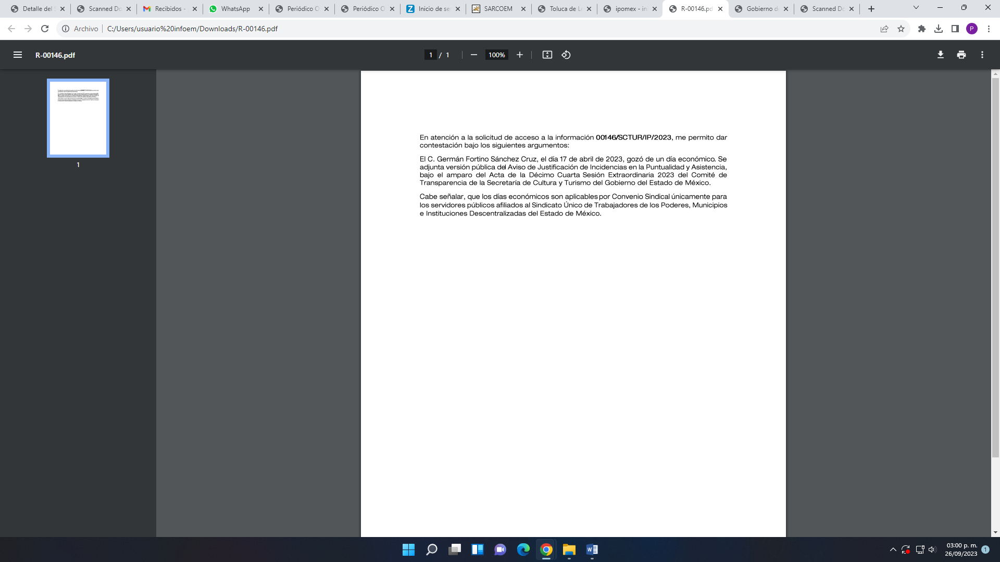 Detalle del S
Scanned Do
Recibidos -
WhatsApp
Periódico O
Periódico O
Inicio de se
SARCOEM
Toluca de Le
ipomex - in
R-00146.pd
Gobierno d
Scanned Do
Archivo
C:/Users/usuario%20infoem/Downloads/R-00146.pdf
P
R-00146.pdf
1 / 1
100%
1
En atención a la solicitud de acceso a la información 00146/SCTUR/IP/2023, me permito dar
contestación bajo los siguientes argumentos:
El C. Germán Fortino Sánchez Cruz, el día 17 de abril de 2023, gozó de un día económico. Se
adjunta versión pública del Aviso de Justificación de Incidencias en la Puntualidad y Asistencia,
bajo el amparo del Acta de la Décimo Cuarta Sesión Extraordinaria 2023 del Comité de
Transparencia de la Secretaría de Cultura y Turismo del Gobierno del Estado de México.
Cabe señalar, que los días económicos son aplicables por Convenio Sindical únicamente para
los servidores públicos afiliados al Sindicato Único de Trabajadores de los Poderes, Municipios
e Instituciones Descentralizadas del Estado de México.
03:00 p. m.
26/09/2023
1